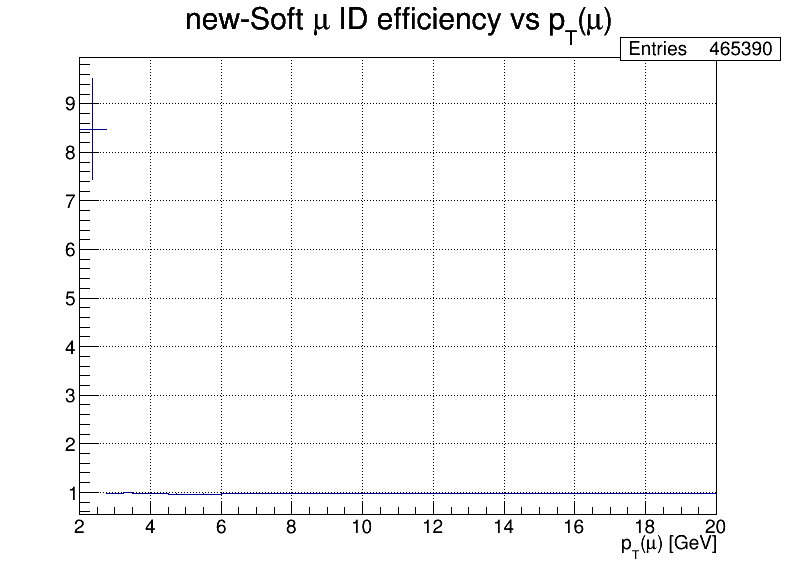 new-Soft μ ID efficiency vs p_T(μ)
Entries 465390
9
8
7
6
5
4
3
2
1
2 4 6 8 10 12 14 16 18 20
p_T(μ) [GeV]